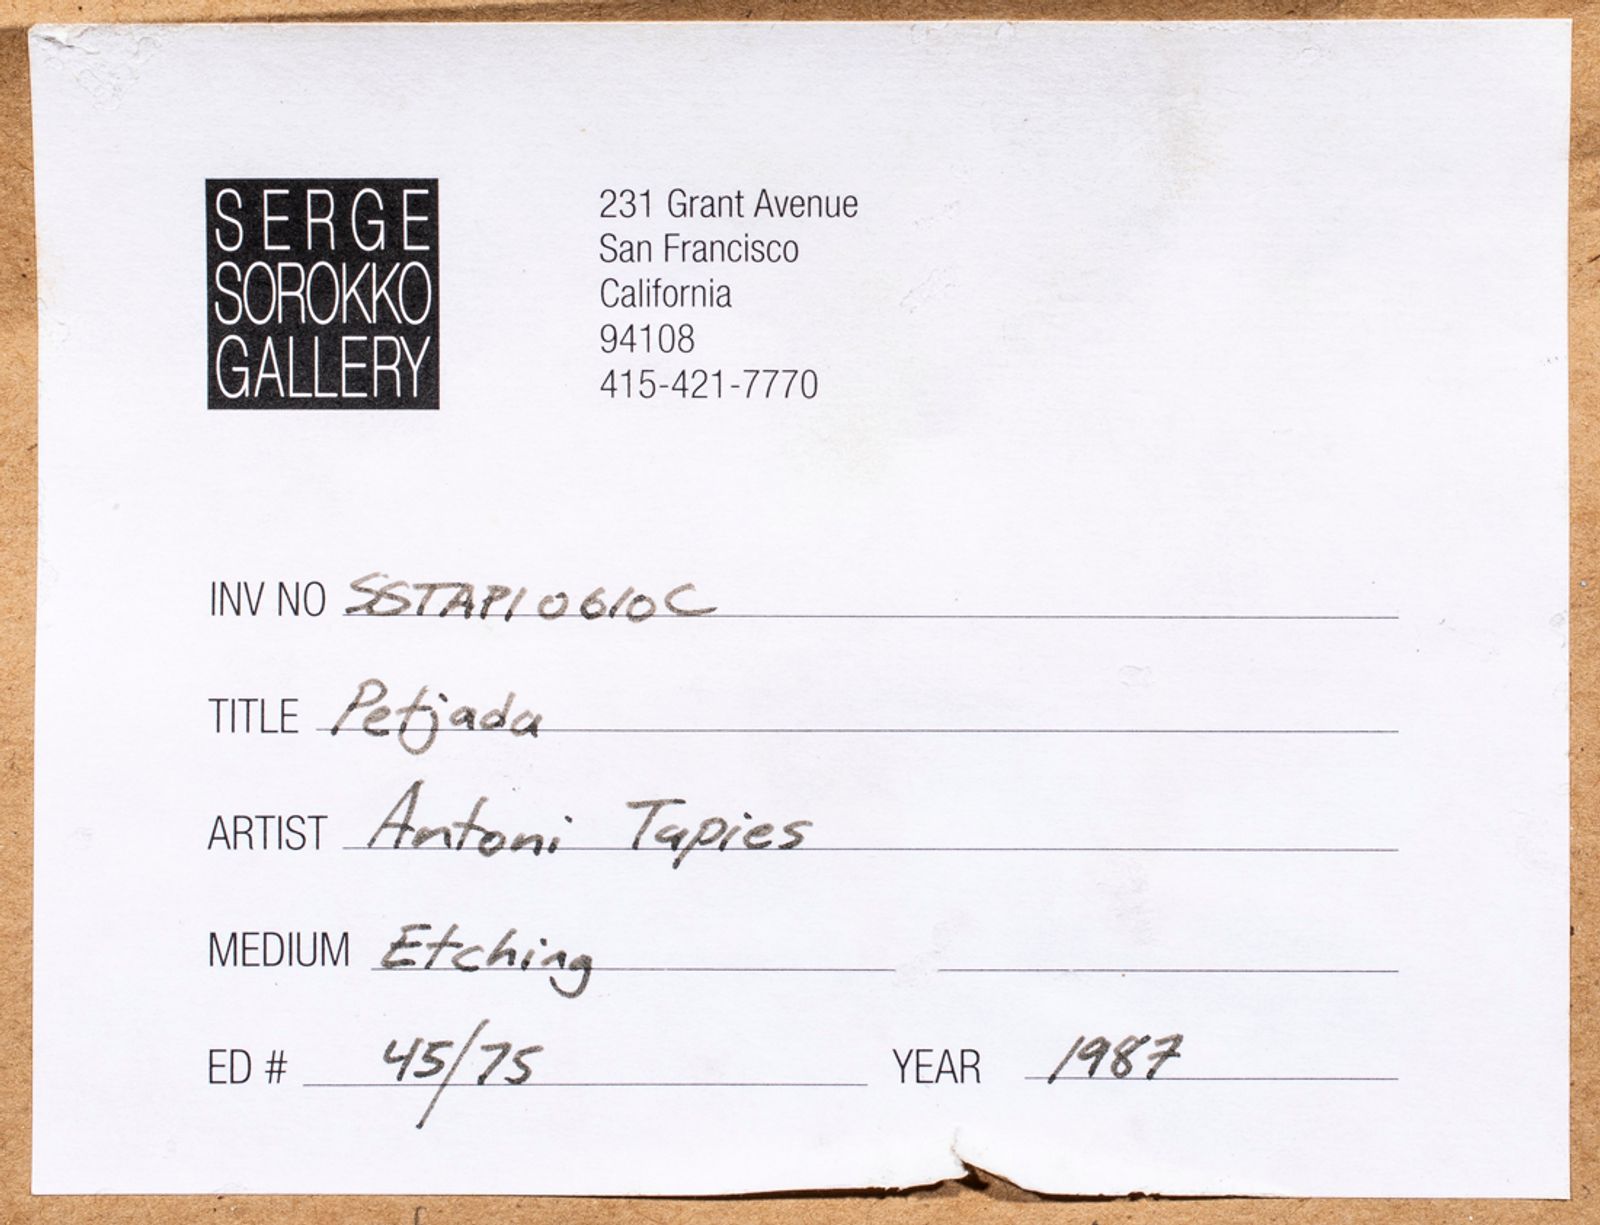 SERGE
SOROKKO
GALLERY
231 Grant Avenue
San Francisco
California
94108
415-421-7770
INV NO SSTAPI0610C
TITLE Petjada
ARTIST Antoni Tapies
MEDIUM Etching
ED # 45/75 YEAR 1987